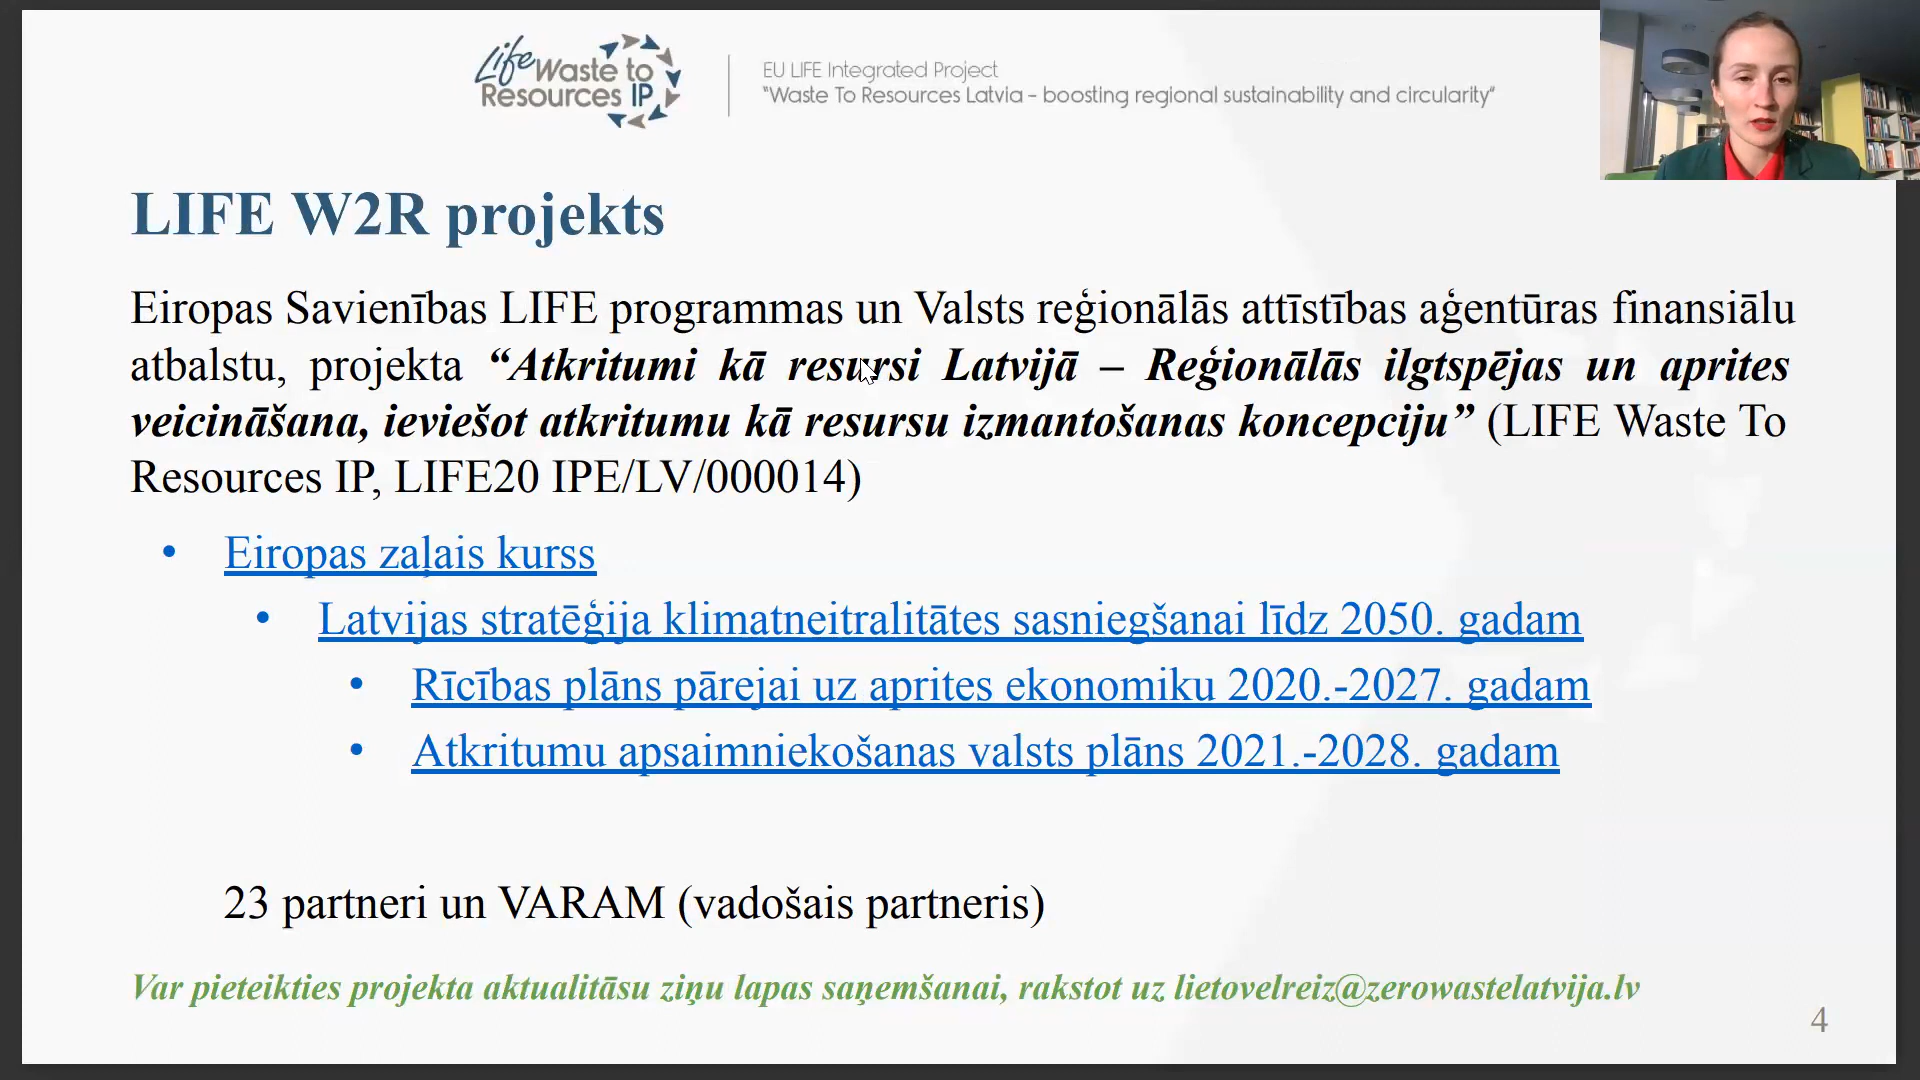 Life Waste to
Resources IP
EU LIFE Integrated Project
"Waste To Resources Latvia – boosting regional sustainability and circularity"
LIFE W2R projekts
Eiropas Savienības LIFE programmas un Valsts reģionālās attīstības aģentūras finansiālu
atbalstu, projekta “Atkritumi kā resursi Latvijā – Reģionālās ilgtspējas un aprites
veicināšana, ieviešot atkritumu kā resursu izmantošanas koncepciju” (LIFE Waste To
Resources IP, LIFE20 IPE/LV/000014)
• Eiropas zaļais kurss
• Latvijas stratēģija klimatneitralitātes sasniegšanai līdz 2050. gadam
• Rīcības plāns pārejai uz aprites ekonomiku 2020.-2027. gadam
• Atkritumu apsaimniekošanas valsts plāns 2021.-2028. gadam
23 partneri un VARAM (vadošais partneris)
Var pieteikties projekta aktualitāsu ziņu lapas saņemšanai, rakstot uz lietovelreiz@zerowastelatvija.lv
4